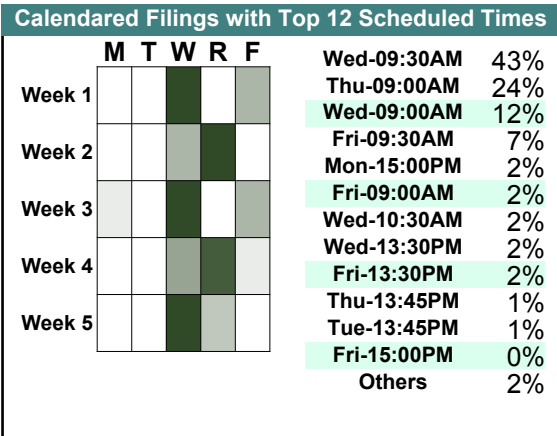 Calendared Filings with Top 12 Scheduled Times
M T W R F
Week 1
Week 2
Week 3
Week 4
Week 5
Wed-09:30AM 43%
Thu-09:00AM 24%
Wed-09:00AM 12%
Fri-09:30AM 7%
Mon-15:00PM 2%
Fri-09:00AM 2%
Wed-10:30AM 2%
Wed-13:30PM 2%
Fri-13:30PM 2%
Thu-13:45PM 1%
Tue-13:45PM 1%
Fri-15:00PM 0%
Others 2%